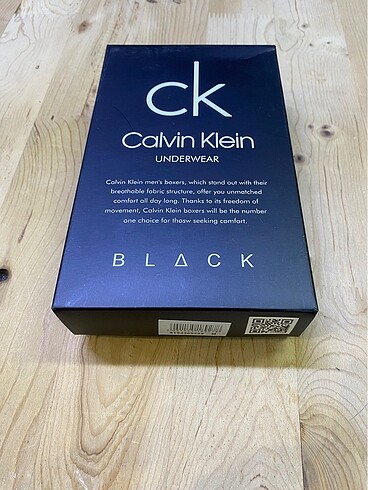 ck
Calvin Klein
UNDERWEAR
Calvin Klein men's boxers, which stand out with their
breathable fabric structure, offer you unmatched
comfort all day long. Thanks to its freedom of
movement, Calvin Klein boxers will be the number
one choice for thosw seeking comfort.
BLΔCK